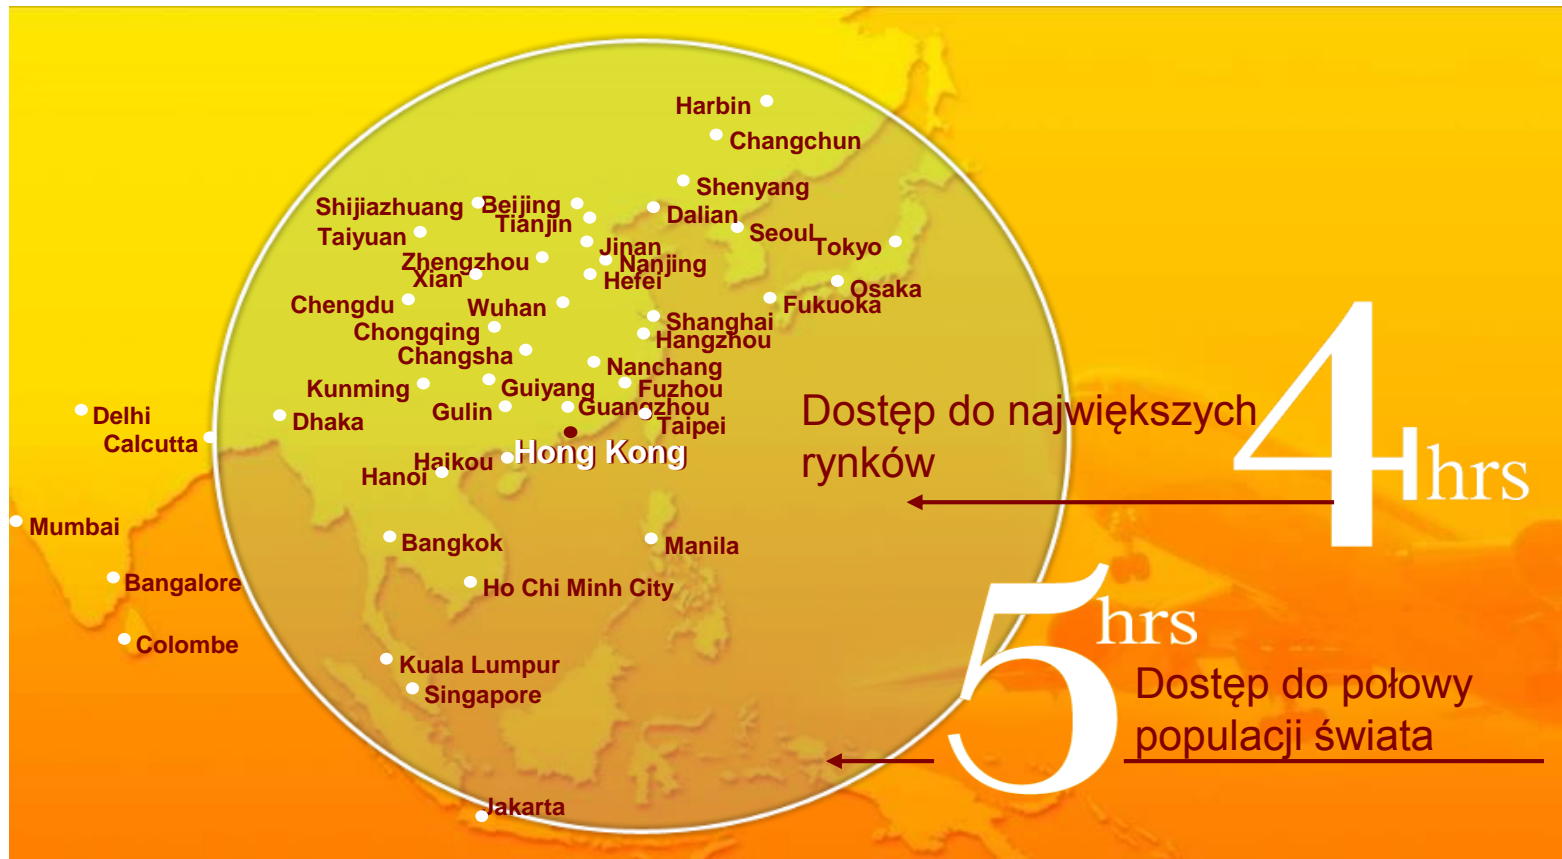 Harbin
Changchun
Shenyang
Shijiazhuang
Beijing
Dalian
Tianjin
Taiyuan
Seoul
Tokyo
Jinan
Zhengzhou
Nanjing
Xian
Hefei
Osaka
Chengdu
Wuhan
Fukuoka
Shanghai
Chongqing
Hangzhou
Changsha
Nanchang
Kunming
Guiyang
Fuzhou
Gulin
Guangzhou
Delhi
Dhaka
Taipei
Calcutta
Hong Kong
Haikou
Hanoi
Dostęp do największych
rynków
4hrs
Mumbai
Bangkok
Manila
Bangalore
Ho Chi Minh City
5hrs
Colombe
Kuala Lumpur
Singapore
Dostęp do połowy
populacji świata
Jakarta